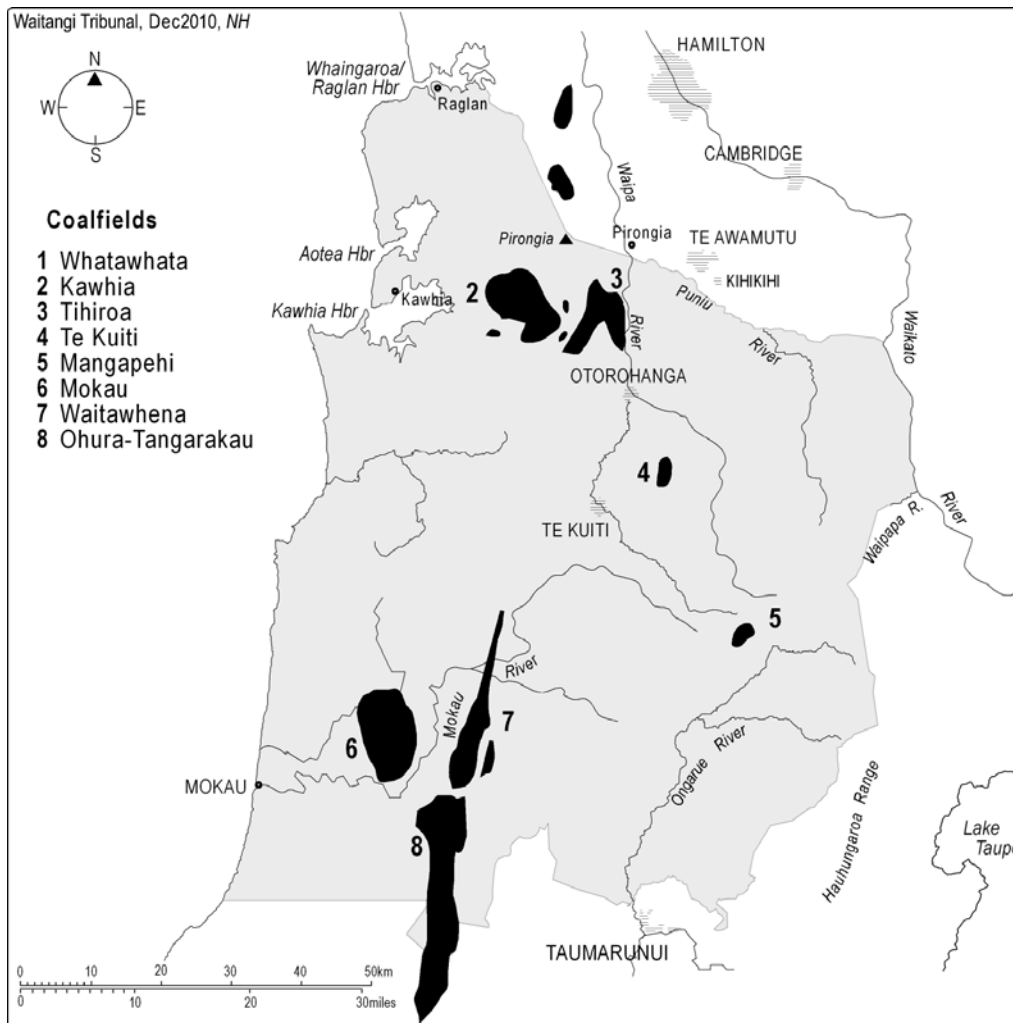 Waitangi Tribunal, Dec2010, NH
N
W
E
S
Whaingaroa/
Raglan Hbr
Raglan
HAMILTON
CAMBRIDGE
Waipa
Pirongia
Pirongia
TE AWAMUTU
KIHIKIHI
Coalfields
1 Whatawhata
2 Kawhia
3 Tihiroa
4 Te Kuiti
5 Mangapehi
6 Mokau
7 Waitawhena
8 Ohura-Tangarakau
Aotea Hbr
Kawhia
Kawhia Hbr
2
3
Puniu
River
River
Waikato
OTOROHANGA
4
TE KUITI
Waipapa R.
River
5
River
Mokau
7
6
MOKAU
Ongarue
River
8
Hauhungaroa Range
Lake
Taupo
TAUMARUNUI
0 10 20 30 40 50km
0 10 20 30miles